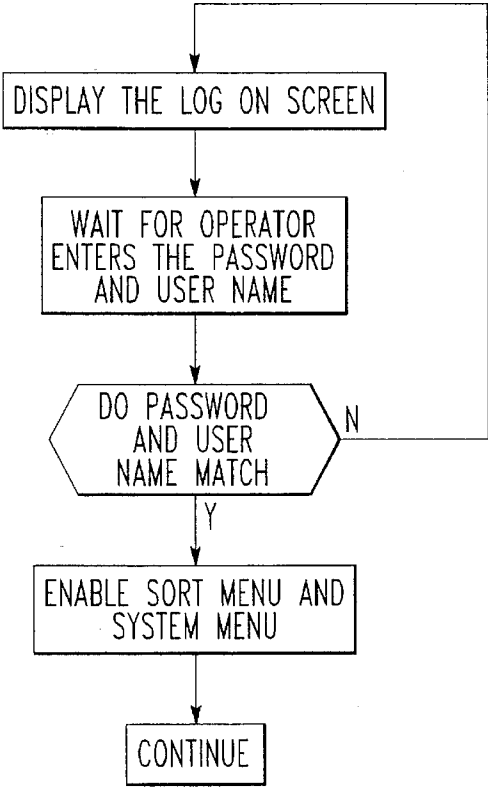 DISPLAY THE LOG ON SCREEN
WAIT FOR OPERATOR
ENTERS THE PASSWORD
AND USER NAME
DO PASSWORD
AND USER
NAME MATCH
N
Y
ENABLE SORT MENU AND
SYSTEM MENU
CONTINUE